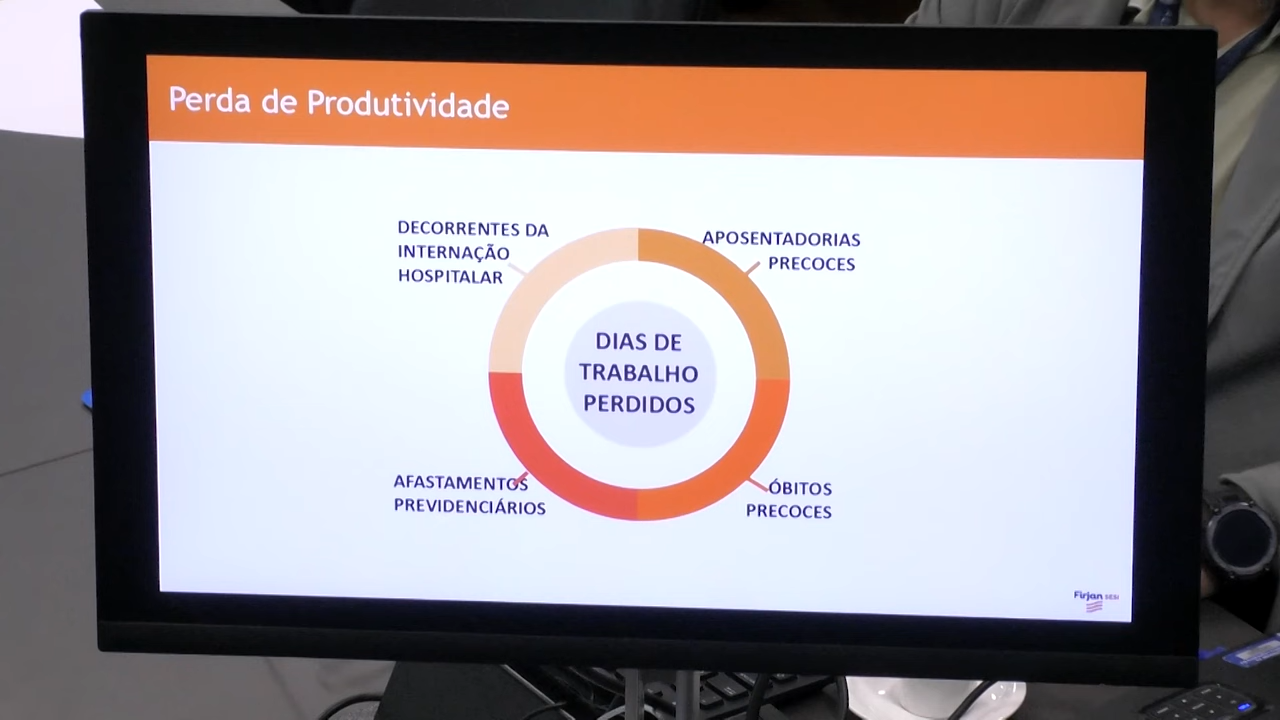 Perda de Produtividade
DECORRENTES DA
INTERNAÇÃO
HOSPITALAR
APOSENTADORIAS
PRECOCES
DIAS DE
TRABALHO
PERDIDOS
AFASTAMENTOS
PREVIDENCIÁRIOS
ÓBITOS
PRECOCES
Firjan SESI